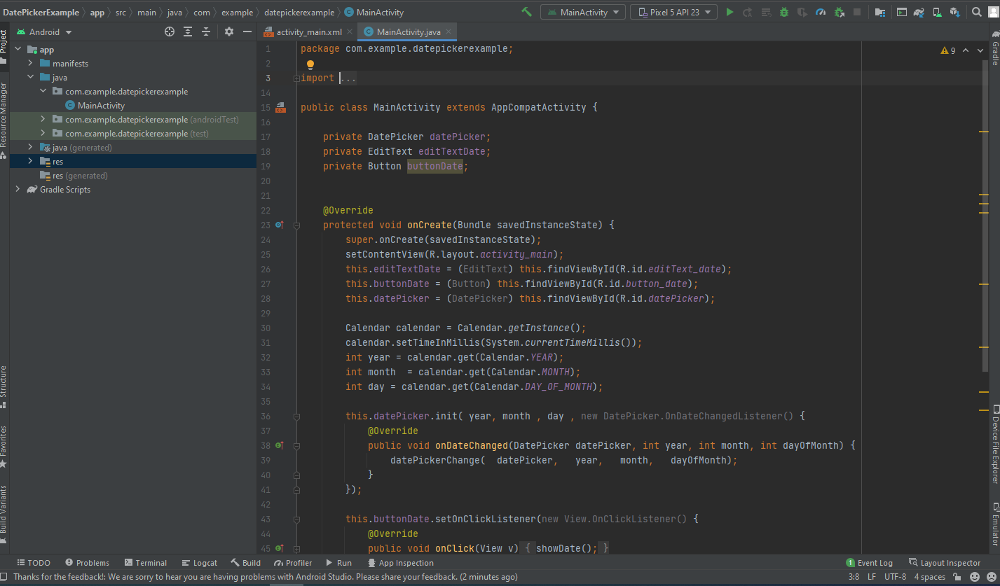 DatePickerExample app src main java com example datepickerexample MainActivity MainActivity Pixel 5 API 23
Project
Android
app
manifests
java
com.example.datepickerexample
MainActivity
com.example.datepickerexample (androidTest)
com.example.datepickerexample (test)
java (generated)
res
res (generated)
Gradle Scripts
Resource Manager
Structure
Favorites
Build Variants
activity_main.xml MainActivity.java
9
1 package com.example.datepickerexample;
2
3 import ...
14
15 public class MainActivity extends AppCompatActivity {
16
17 private DatePicker datePicker;
18 private EditText editTextDate;
19 private Button buttonDate;
20
21
22 @Override
23 protected void onCreate(Bundle savedInstanceState) {
24 super.onCreate(savedInstanceState);
25 setContentView(R.layout.activity_main);
26 this.editTextDate = (EditText) this.findViewById(R.id.editText_date);
27 this.buttonDate = (Button) this.findViewById(R.id.button_date);
28 this.datePicker = (DatePicker) this.findViewById(R.id.datePicker);
29
30 Calendar calendar = Calendar.getInstance();
31 calendar.setTimeInMillis(System.currentTimeMillis());
32 int year = calendar.get(Calendar.YEAR);
33 int month  = calendar.get(Calendar.MONTH);
34 int day = calendar.get(Calendar.DAY_OF_MONTH);
35
36 this.datePicker.init( year, month , day , new DatePicker.OnDateChangedListener() {
37 @Override
38 public void onDateChanged(DatePicker datePicker, int year, int month, int dayOfMonth) {
39 datePickerChange(  datePicker,   year,   month,   dayOfMonth);
40 }
41 });
42
43 this.buttonDate.setOnClickListener(new View.OnClickListener() {
44 @Override
45 public void onClick(View v) { showDate(); }
Gradle
Device File Explorer
Emulator
TODO Problems Terminal Logcat Build Profiler Run App Inspection 1 Event Log Layout Inspector
Thanks for the feedback!: We are sorry to hear you are having problems with Android Studio. Please share your feedback. (2 minutes ago) 3:8 LF UTF-8 4 spaces